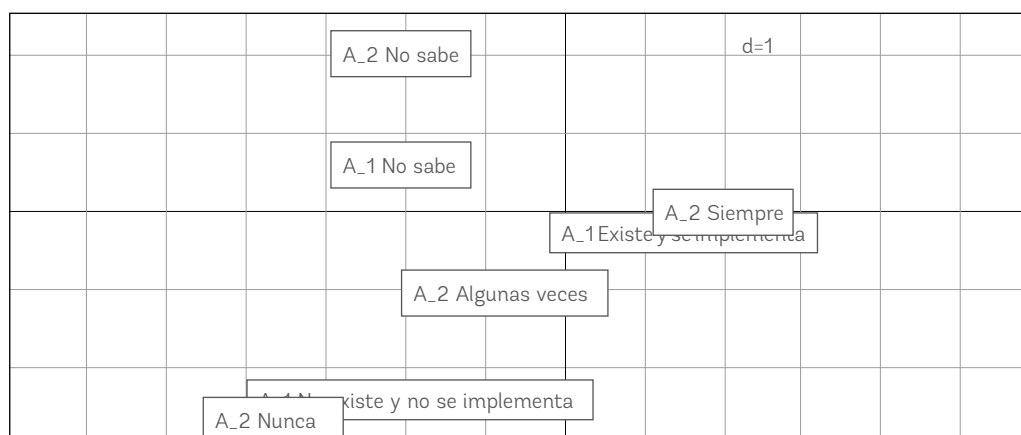 A_2 No sabe
d=1
A_1 No sabe
A_2 Siempre
A_1 Existe y se implementa
A_2 Algunas veces
existe y no se implementa
A_2 Nunca